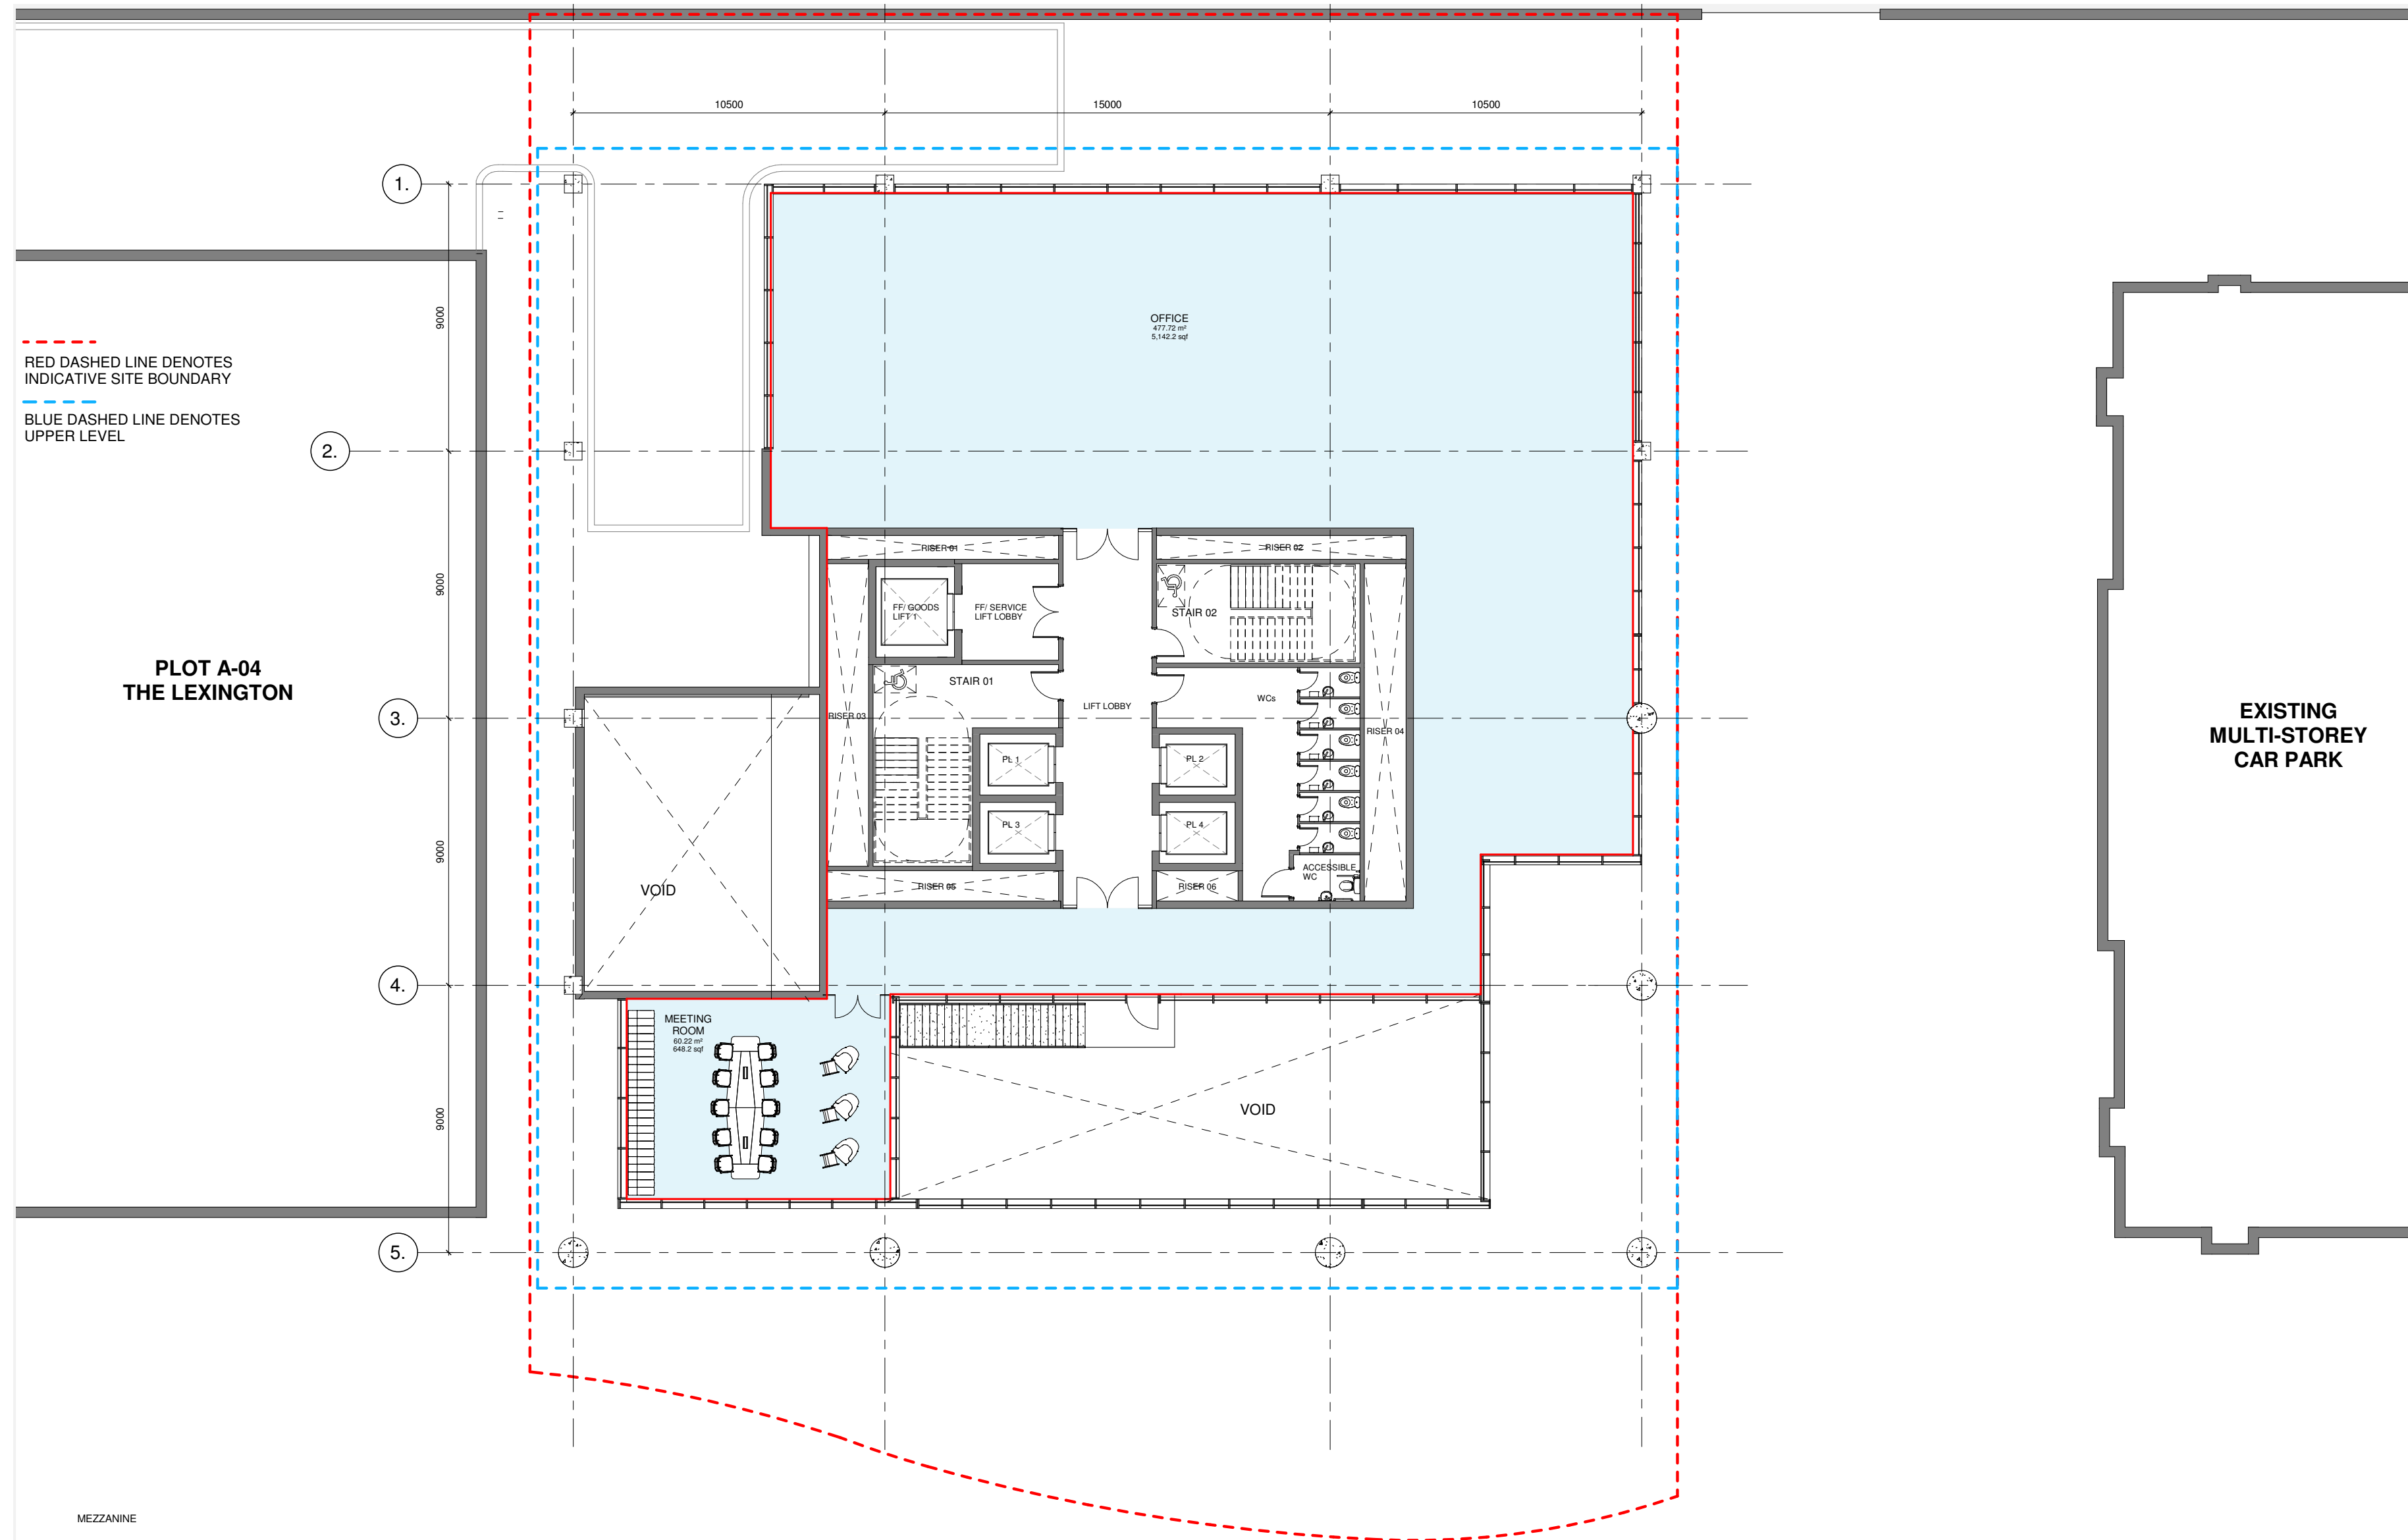 10500
15000
10500
1.
9000
OFFICE
477.72 m²
5,142.2 sqf
RED DASHED LINE DENOTES
INDICATIVE SITE BOUNDARY
BLUE DASHED LINE DENOTES
UPPER LEVEL
2.
RISER 01
RISER 02
9000
FF/ GOODS
LIFT 1
FF/ SERVICE
LIFT LOBBY
STAIR 02
PLOT A-04
THE LEXINGTON
STAIR 01
WCs
LIFT LOBBY
3.
RISER 03
RISER 04
EXISTING
MULTI-STOREY
CAR PARK
PL 1
PL 2
PL 3
PL 4
9000
ACCESSIBLE
WC
VOID
RISER 05
RISER 06
4.
MEETING
ROOM
60.22 m²
648.2 sqf
9000
VOID
5.
MEZZANINE